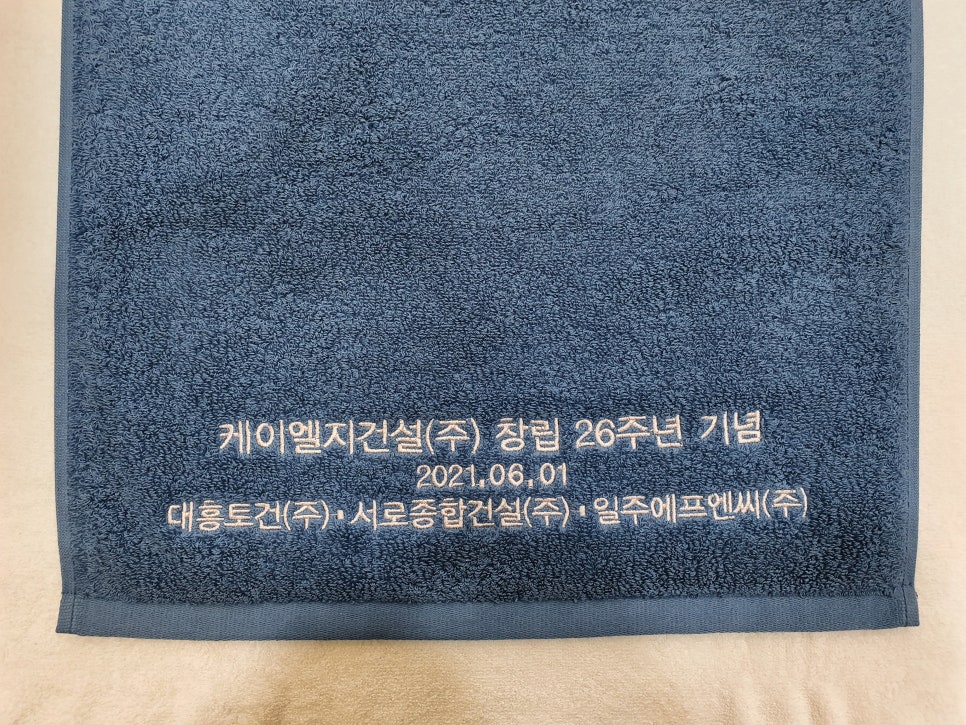 케이엘지건설(주) 창립 26주년 기념
2021.06.01
대흥토건(주)·서로종합건설(주)·일주에프엔씨(주)